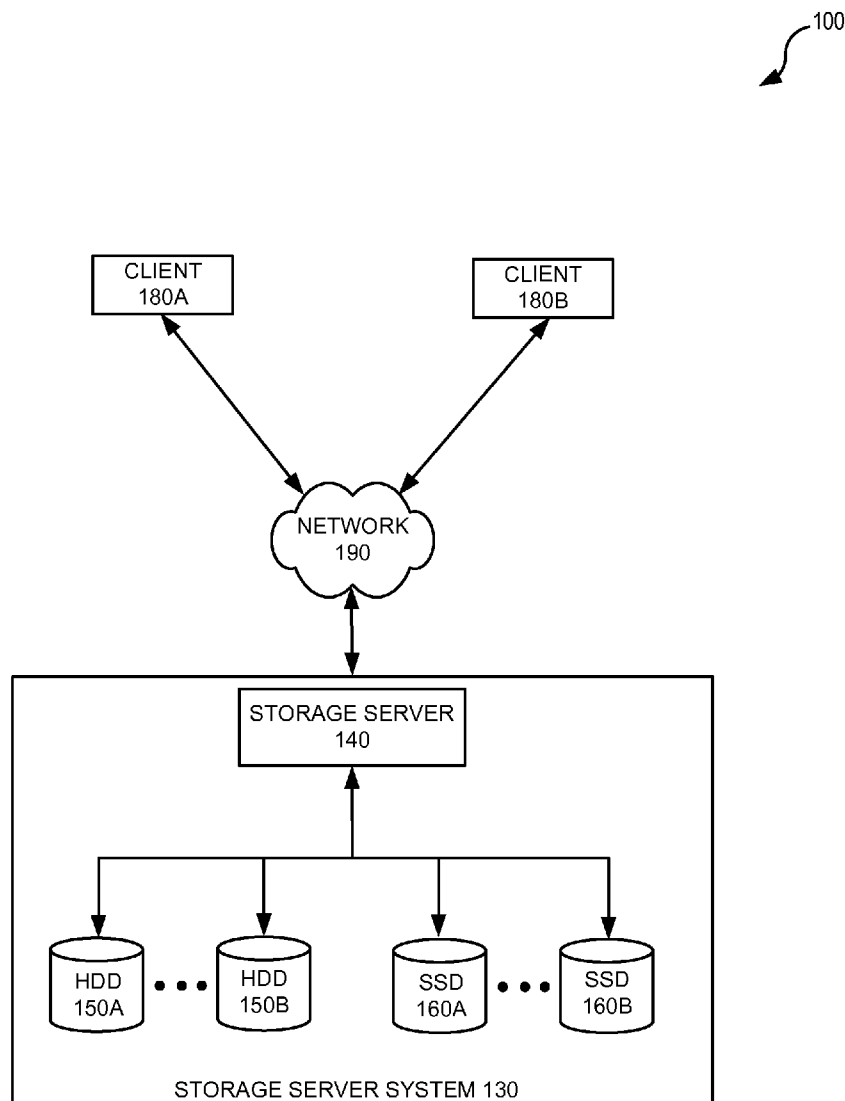 100
CLIENT
180A
CLIENT
180B
NETWORK
190
STORAGE SERVER
140
HDD
150A
HDD
150B
SSD
160A
SSD
160B
STORAGE SERVER SYSTEM 130